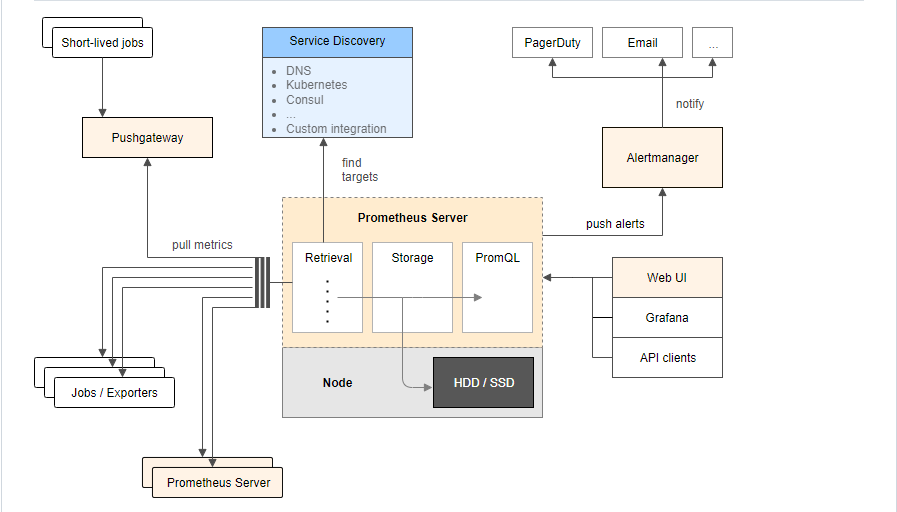 Short-lived jobs
Service Discovery
DNS
Kubernetes
Consul
...
Custom integration
PagerDuty
Email
...
notify
Pushgateway
Alertmanager
find
targets
Prometheus Server
push alerts
pull metrics
Retrieval
Storage
PromQL
Web UI
Grafana
API clients
Node
HDD / SSD
Jobs / Exporters
Prometheus Server